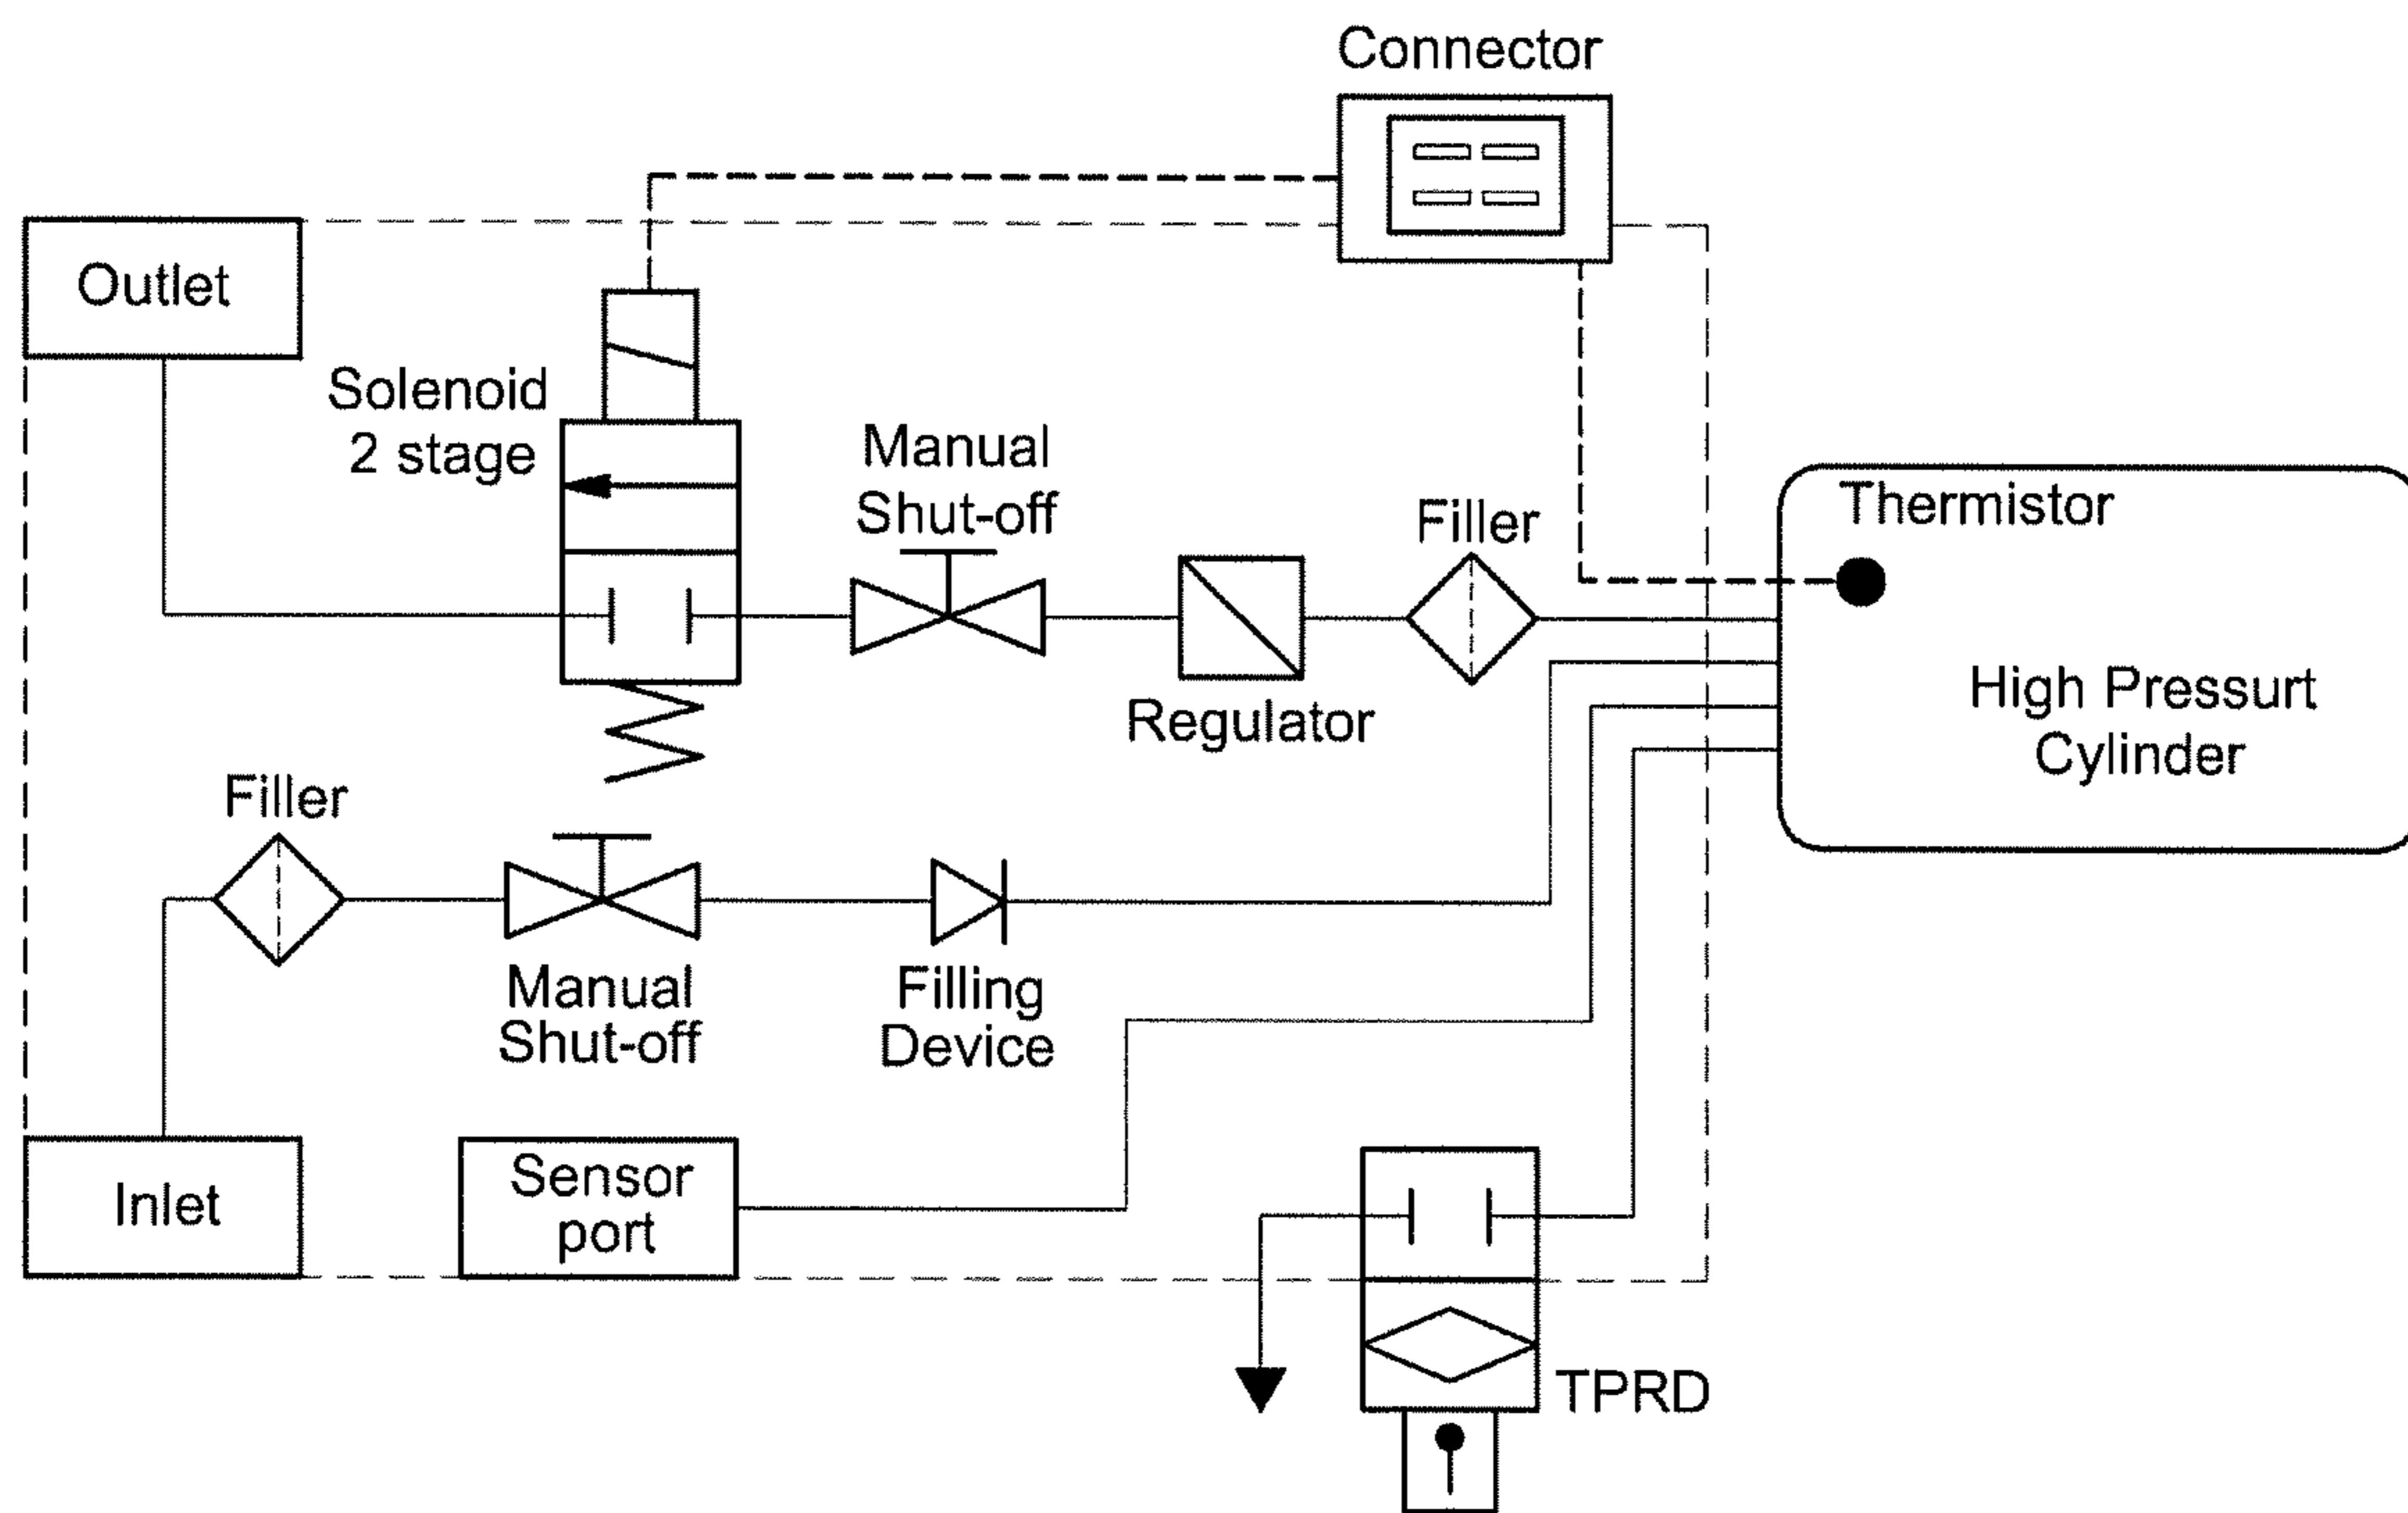 Connector
Outlet
Solenoid
2 stage
Manual
Shut-off
Filler
Thermistor
Regulator
High Pressurt
Cylinder
Filler
Manual
Shut-off
Filling
Device
Inlet
Sensor
port
TPRD